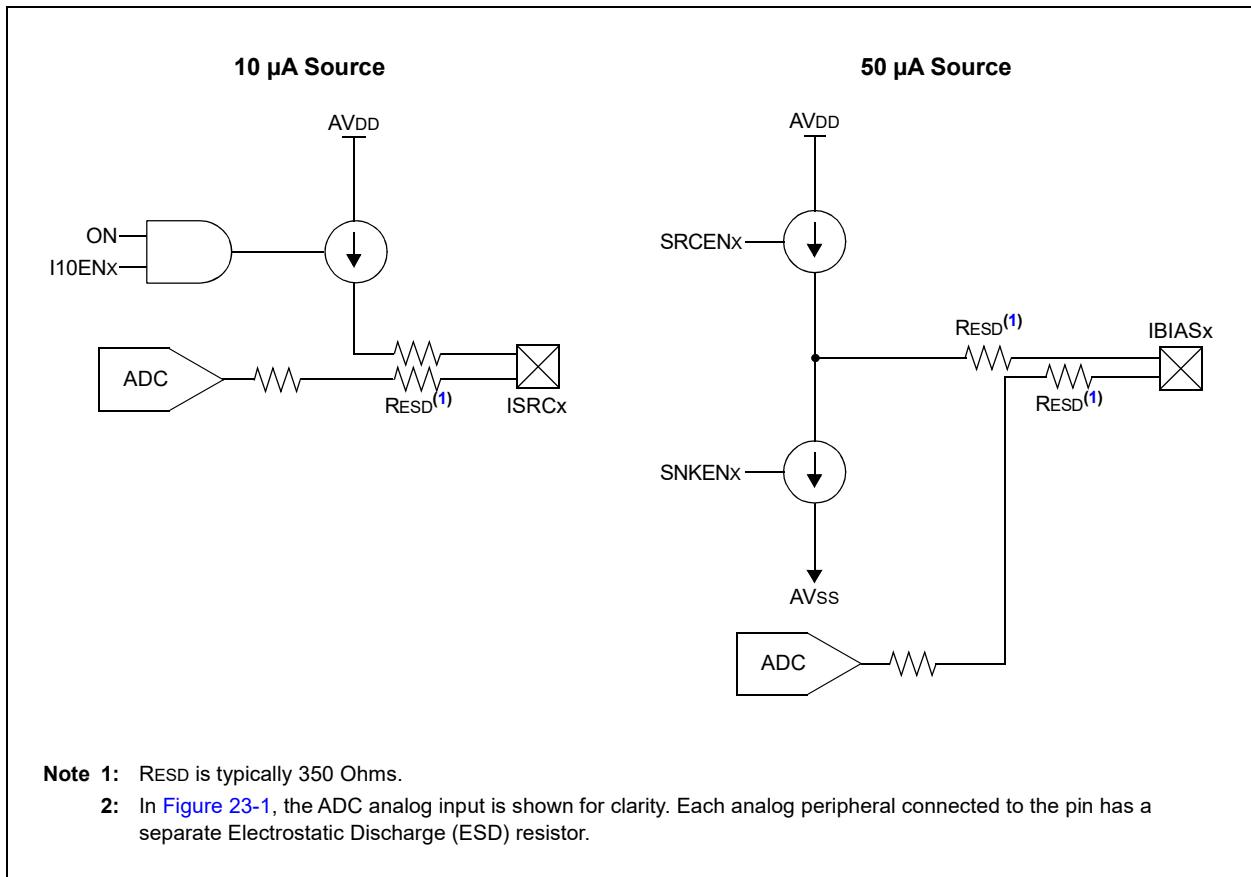 10 µA Source
AVDD
ON
I10ENx
ADC
RESD(1)
ISRCx
50 µA Source
AVDD
SRCENx
RESD(1)
IBIASx
RESD(1)
SNKENx
AVSS
ADC
Note 1: RESD is typically 350 Ohms.
2: In Figure 23-1, the ADC analog input is shown for clarity. Each analog peripheral connected to the pin has a
separate Electrostatic Discharge (ESD) resistor.